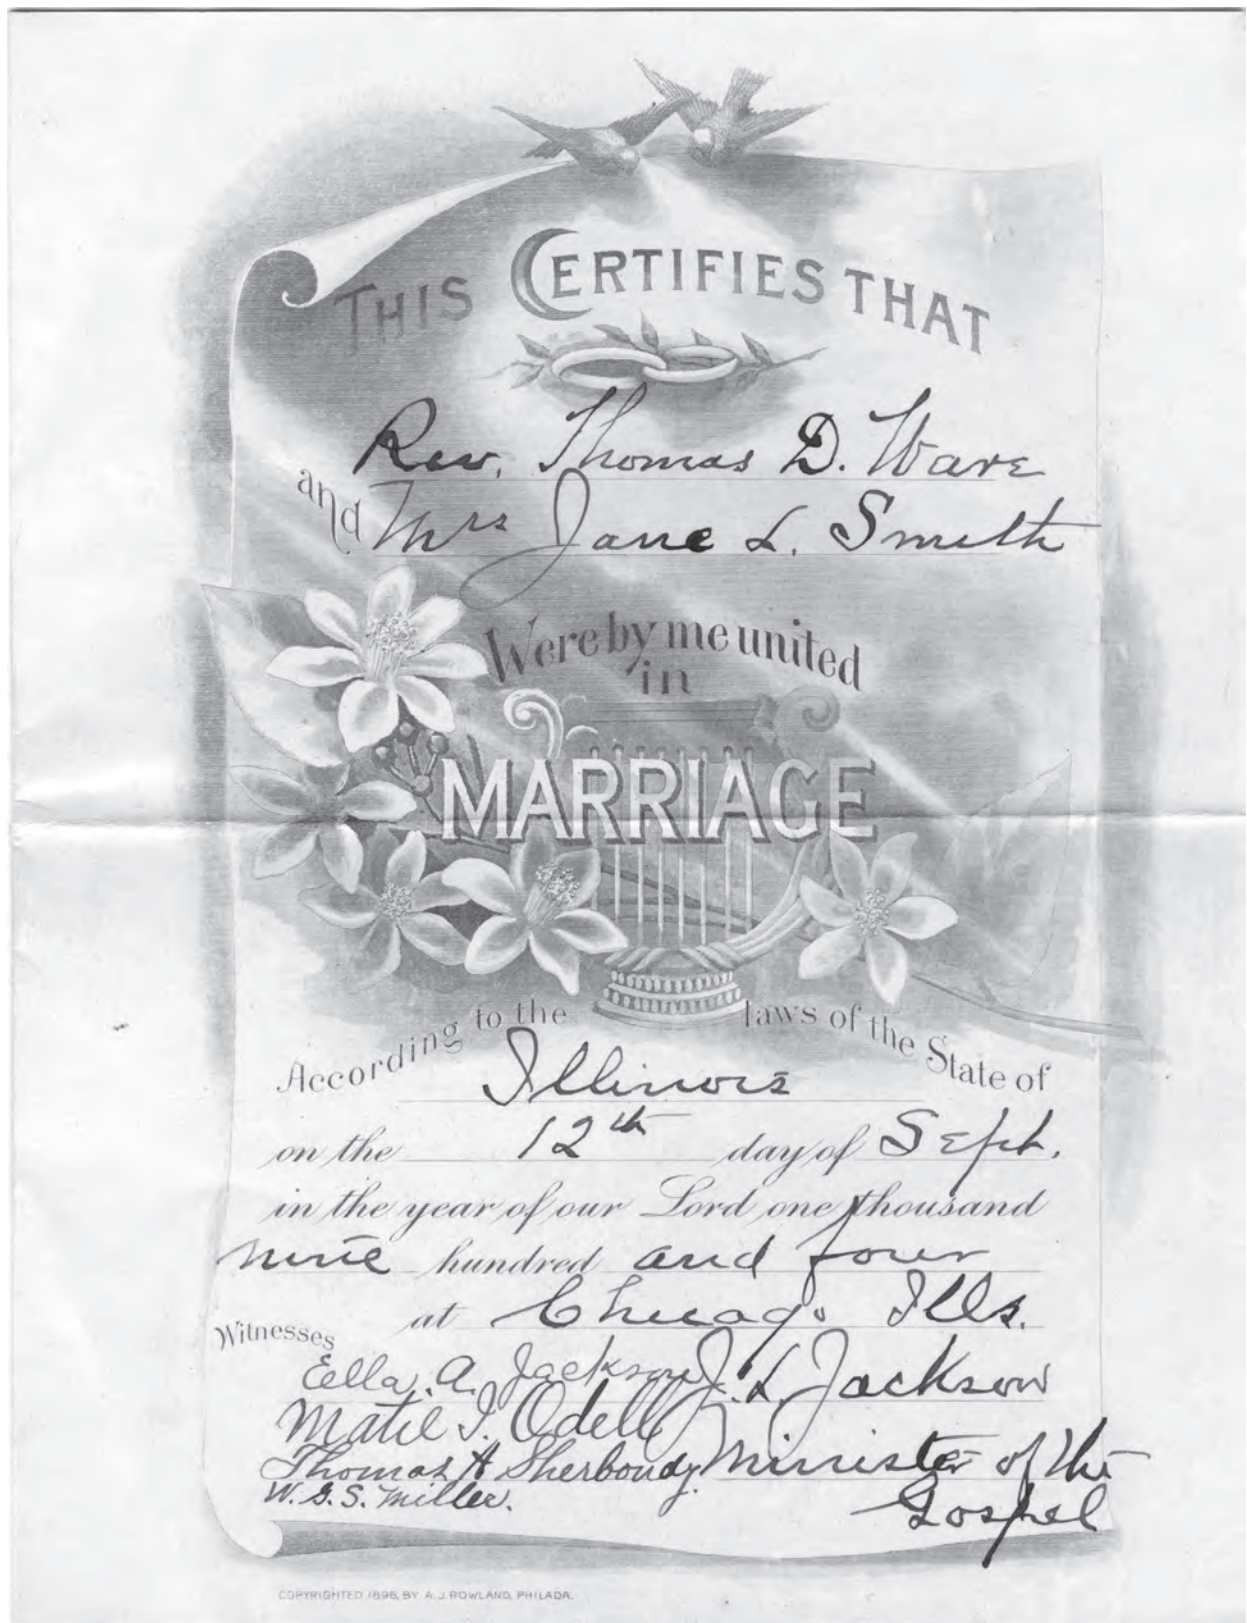 THIS CERTIFIES THAT
Rev. Thomas D. Ware
and Mrs Jane L. Smith
Were by me united
in
MARRIAGE
According to the laws of the State of
Illinois
on the 12th day of Sept.
in the year of our Lord one thousand
nine hundred and four
at Chicago Ills.
Witnesses
Ella. A. Jackson J. L. Jackson
Matie I. Odell
Thomas A Sherbondy. Minister of the
W. G. S. Miller. Gospel
COPYRIGHTED 1896, BY A. J. ROWLAND, PHILADA.